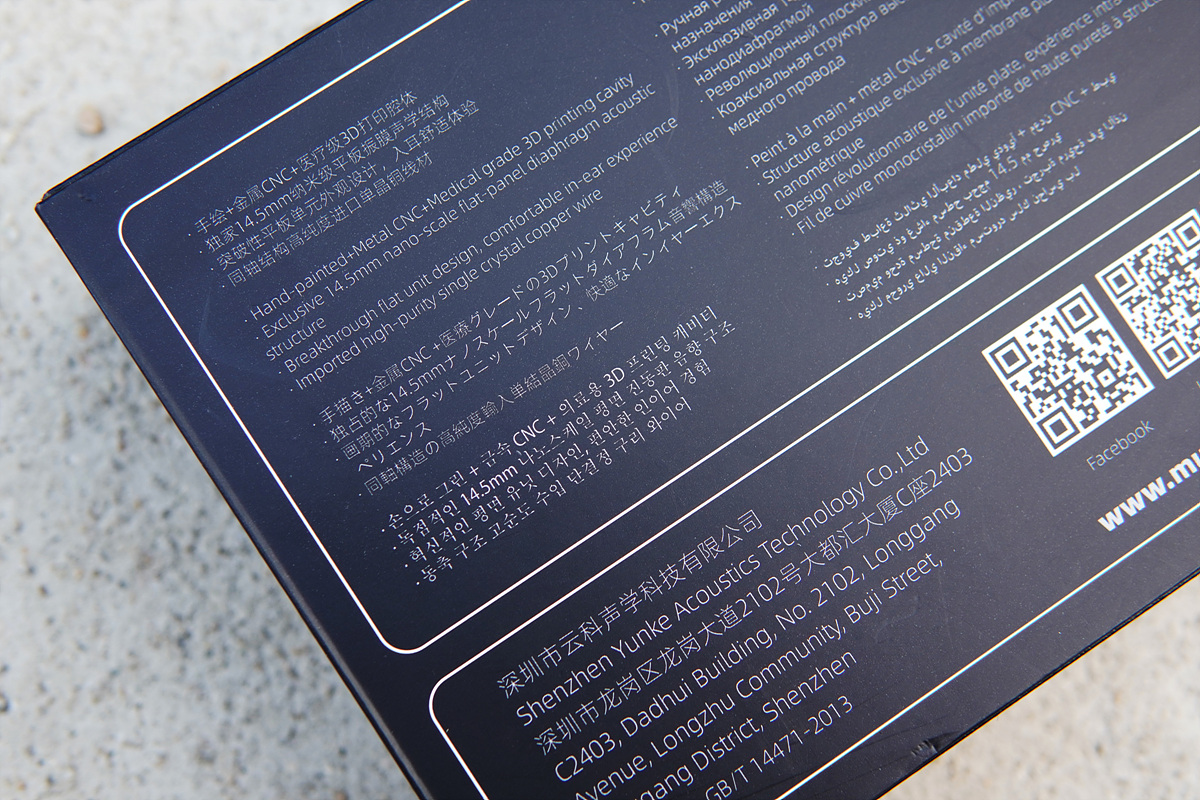 · 手绘+金属CNC+医疗级3D打印腔体
· 独家14.5mm纳米级平板振膜声学结构
· 突破性平板单元外观设计，入耳舒适体验
· 同轴结构高纯度进口单晶铜线材
· Hand-painted+Metal CNC+Medical grade 3D printing cavity
· Exclusive 14.5mm nano-scale flat-panel diaphragm acoustic
structure
· Breakthrough flat unit design, comfortable in-ear experience
· Imported high-purity single crystal copper wire
· 手描き+金属CNC+医療グレードの3Dプリントキャビティ
· 独占的な14.5mmナノスケールフラットダイアフラム音響構造
· 画期的なフラットユニットデザイン、快適なインイヤーエクス
ペリエンス
· 同軸構造の高純度輸入単結晶銅ワイヤー
· 손으로 그린 + 금속 CNC + 의료용 3D 프린팅 캐비티
· 독점적인 14.5mm 나노스케일 평면 진동판 음향 구조
· 혁신적인 평면 유닛 디자인, 편안한 인이어 경험
· 동축구조 고순도 수입 단결정 구리 와이어
Ручная
назначения
Эксклюзивная
нанодиафрагмой
· Революционный плоский
· Коаксиальная структура
медного провода
Peint à la main + métal CNC + cavité
· Structure acoustique exclusive à membrane
nanométrique
· Design révolutionnaire de l'unité plate, expérience
· Fil de cuivre monocristallin importé de haute pureté à
Facebook
www.mu
深圳市云科声学科技有限公司
Shenzhen Yunke Acoustics Technology Co.,Ltd
深圳市龙岗区龙岗大道2102号大都汇大厦C座2403
C2403, Dadhui Building, No. 2102, Longgang
Avenue, Longzhu Community, Buji Street,
gang District, Shenzhen
GB/T 14471-2013